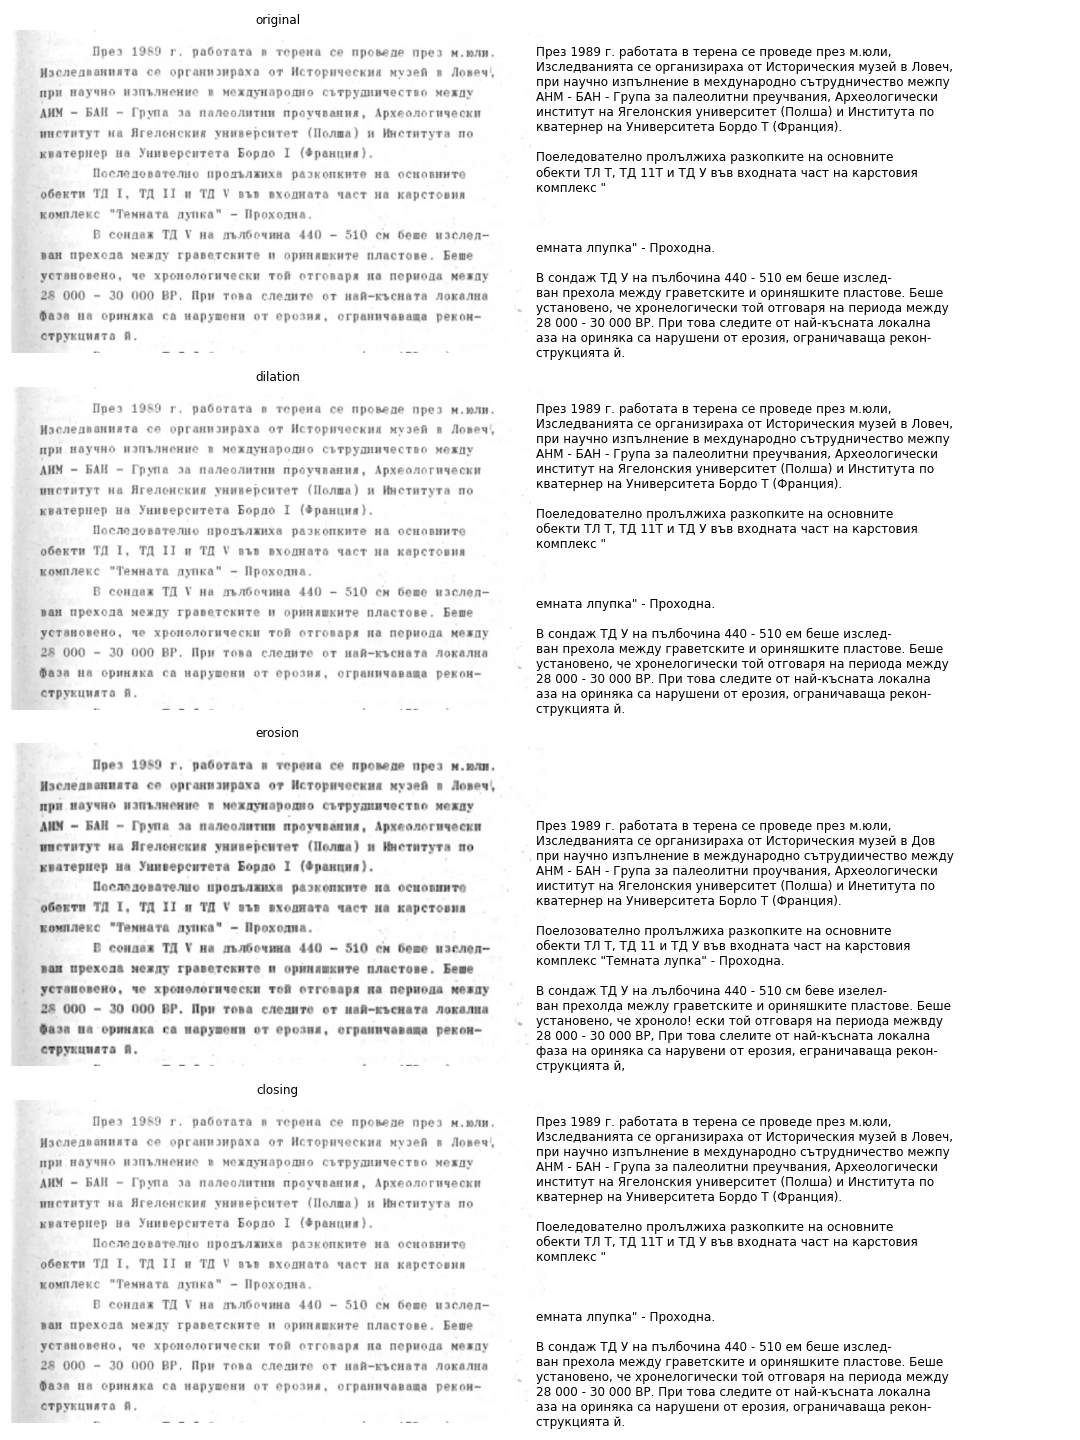 original
През 1989 г. работата в терена се проведе през м.юли.
Изследванията се организираха от Историческия музей в Ловеч,
при научно изпълнение в международно сътрудничество между
АИМ – БАН – Група за палеолитни проучвания, Археологически
институт на Ягелонския университет (Полша) и Института по
кватернер на Университета Бордо I (Франция).
Последователно продължиха разкопките на основните
обекти ТД I, ТД II и ТД V във входната част на карстовия
комплекс "Темната дупка" – Проходна.
В сондаж ТД V на дълбочина 440 – 510 см беше изслед–
ван прехода между граветските и ориняшките пластове. Беше
установено, че хронологически той отговаря на периода между
28 000 – 30 000 ВР. При това следите от най–късната локална
фаза на ориняка са нарушени от ерозия, ограничаваща рекон–
струкцията й.
През 1989 г. работата в терена се проведе през м.юли,
Изследванията се организираха от Историческия музей в Ловеч,
при научно изпълнение в мехдународно сътрудничество межпу
АНМ - БАН - Група за палеолитни преучвания, Археологически
институт на Ягелонския университет (Полша) и Института по
кватернер на Университета Бордо Т (Франция).
Поеледователно пролължиха разкопките на основните
обекти ТЛ Т, ТД 11Т и ТД У във входната част на карстовия
комплекс "
емната лпупка" - Проходна.
В сондаж ТД У на пълбочина 440 - 510 ем беше изслед-
ван прехола между граветските и ориняшките пластове. Беше
установено, че хронелогически той отговаря на периода между
28 000 - 30 000 ВР. При това следите от най-късната локална
аза на ориняка са нарушени от ерозия, ограничаваща рекон-
струкцията й.
dilation
През 1989 г. работата в терена се проведе през м.юли.
Изследванията се организираха от Историческия музей в Ловеч,
при научно изпълнение в международно сътрудничество между
АИМ – БАН – Група за палеолитни проучвания, Археологически
институт на Ягелонския университет (Полша) и Института по
кватернер на Университета Бордо I (Франция).
Последователно продължиха разкопките на основните
обекти ТД I, ТД II и ТД V във входната част на карстовия
комплекс "Темната дупка" – Проходна.
В сондаж ТД V на дълбочина 440 – 510 см беше изслед–
ван прехода между граветските и ориняшките пластове. Беше
установено, че хронологически той отговаря на периода между
28 000 – 30 000 ВР. При това следите от най–късната локална
фаза на ориняка са нарушени от ерозия, ограничаваща рекон–
струкцията й.
През 1989 г. работата в терена се проведе през м.юли,
Изследванията се организираха от Историческия музей в Ловеч,
при научно изпълнение в мехдународно сътрудничество межпу
АНМ - БАН - Група за палеолитни преучвания, Археологически
институт на Ягелонския университет (Полша) и Института по
кватернер на Университета Бордо Т (Франция).
Поеледователно пролължиха разкопките на основните
обекти ТЛ Т, ТД 11Т и ТД У във входната част на карстовия
комплекс "
емната лпупка" - Проходна.
В сондаж ТД У на пълбочина 440 - 510 ем беше изслед-
ван прехола между граветските и ориняшките пластове. Беше
установено, че хронелогически той отговаря на периода между
28 000 - 30 000 ВР. При това следите от най-късната локална
аза на ориняка са нарушени от ерозия, ограничаваща рекон-
струкцията й.
erosion
През 1989 г. работата в терена се проведе през м.юли.
Изследванията се организираха от Историческия музей в Ловеч,
при научно изпълнение в международно сътрудничество между
АИМ – БАН – Група за палеолитни проучвания, Археологически
институт на Ягелонския университет (Полша) и Института по
кватернер на Университета Бордо I (Франция).
Последователно продължиха разкопките на основните
обекти ТД I, ТД II и ТД V във входната част на карстовия
комплекс "Темната дупка" – Проходна.
В сондаж ТД V на дълбочина 440 – 510 см беше изслед–
ван прехода между граветските и ориняшките пластове. Беше
установено, че хронологически той отговаря на периода между
28 000 – 30 000 ВР. При това следите от най–късната локална
фаза на ориняка са нарушени от ерозия, ограничаваща рекон–
струкцията й.
През 1989 г. работата в терена се проведе през м.юли,
Изследванията се организираха от Историческия музей в Дов
при научно изпълнение в международно сътрудиичество между
АНМ - БАН - Група за палеолитни проучвания, Археологически
ииститут на Ягелонския университет (Полша) и Инетитута по
кватернер на Университета Борло Т (Франция).
Поелозователно пролължиха разкопките на основните
обекти ТЛ Т, ТД 11 и ТД У във входната част на карстовия
комплекс "Темната лупка" - Проходна.
В сондаж ТД У на лълбочина 440 - 510 см беве изелел-
ван прехолда межлу граветските и ориняшките пластове. Беше
установено, че хроноло! ески той отговаря на периода межвду
28 000 - 30 000 ВР, При това слелите от най-късната локална
фаза на ориняка са нарувени от ерозия, еграничаваща рекон-
струкцията й,
closing
През 1989 г. работата в терена се проведе през м.юли.
Изследванията се организираха от Историческия музей в Ловеч,
при научно изпълнение в международно сътрудничество между
АИМ – БАН – Група за палеолитни проучвания, Археологически
институт на Ягелонския университет (Полша) и Института по
кватернер на Университета Бордо I (Франция).
Последователно продължиха разкопките на основните
обекти ТД I, ТД II и ТД V във входната част на карстовия
комплекс "Темната дупка" – Проходна.
В сондаж ТД V на дълбочина 440 – 510 см беше изслед–
ван прехода между граветските и ориняшките пластове. Беше
установено, че хронологически той отговаря на периода между
28 000 – 30 000 ВР. При това следите от най–късната локална
фаза на ориняка са нарушени от ерозия, ограничаваща рекон–
струкцията й.
През 1989 г. работата в терена се проведе през м.юли,
Изследванията се организираха от Историческия музей в Ловеч,
при научно изпълнение в мехдународно сътрудничество межпу
АНМ - БАН - Група за палеолитни преучвания, Археологически
институт на Ягелонския университет (Полша) и Института по
кватернер на Университета Бордо Т (Франция).
Поеледователно пролължиха разкопките на основните
обекти ТЛ Т, ТД 11Т и ТД У във входната част на карстовия
комплекс "
емната лпупка" - Проходна.
В сондаж ТД У на пълбочина 440 - 510 ем беше изслед-
ван прехола между граветските и ориняшките пластове. Беше
установено, че хронелогически той отговаря на периода между
28 000 - 30 000 ВР. При това следите от най-късната локална
аза на ориняка са нарушени от ерозия, ограничаваща рекон-
струкцията й.